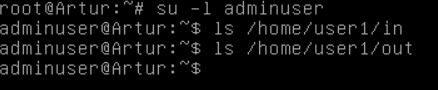 root@Artur:~# su -l adminuser
adminuser@Artur:~$ ls /home/user1/in
adminuser@Artur:~$ ls /home/user1/out
adminuser@Artur:~$